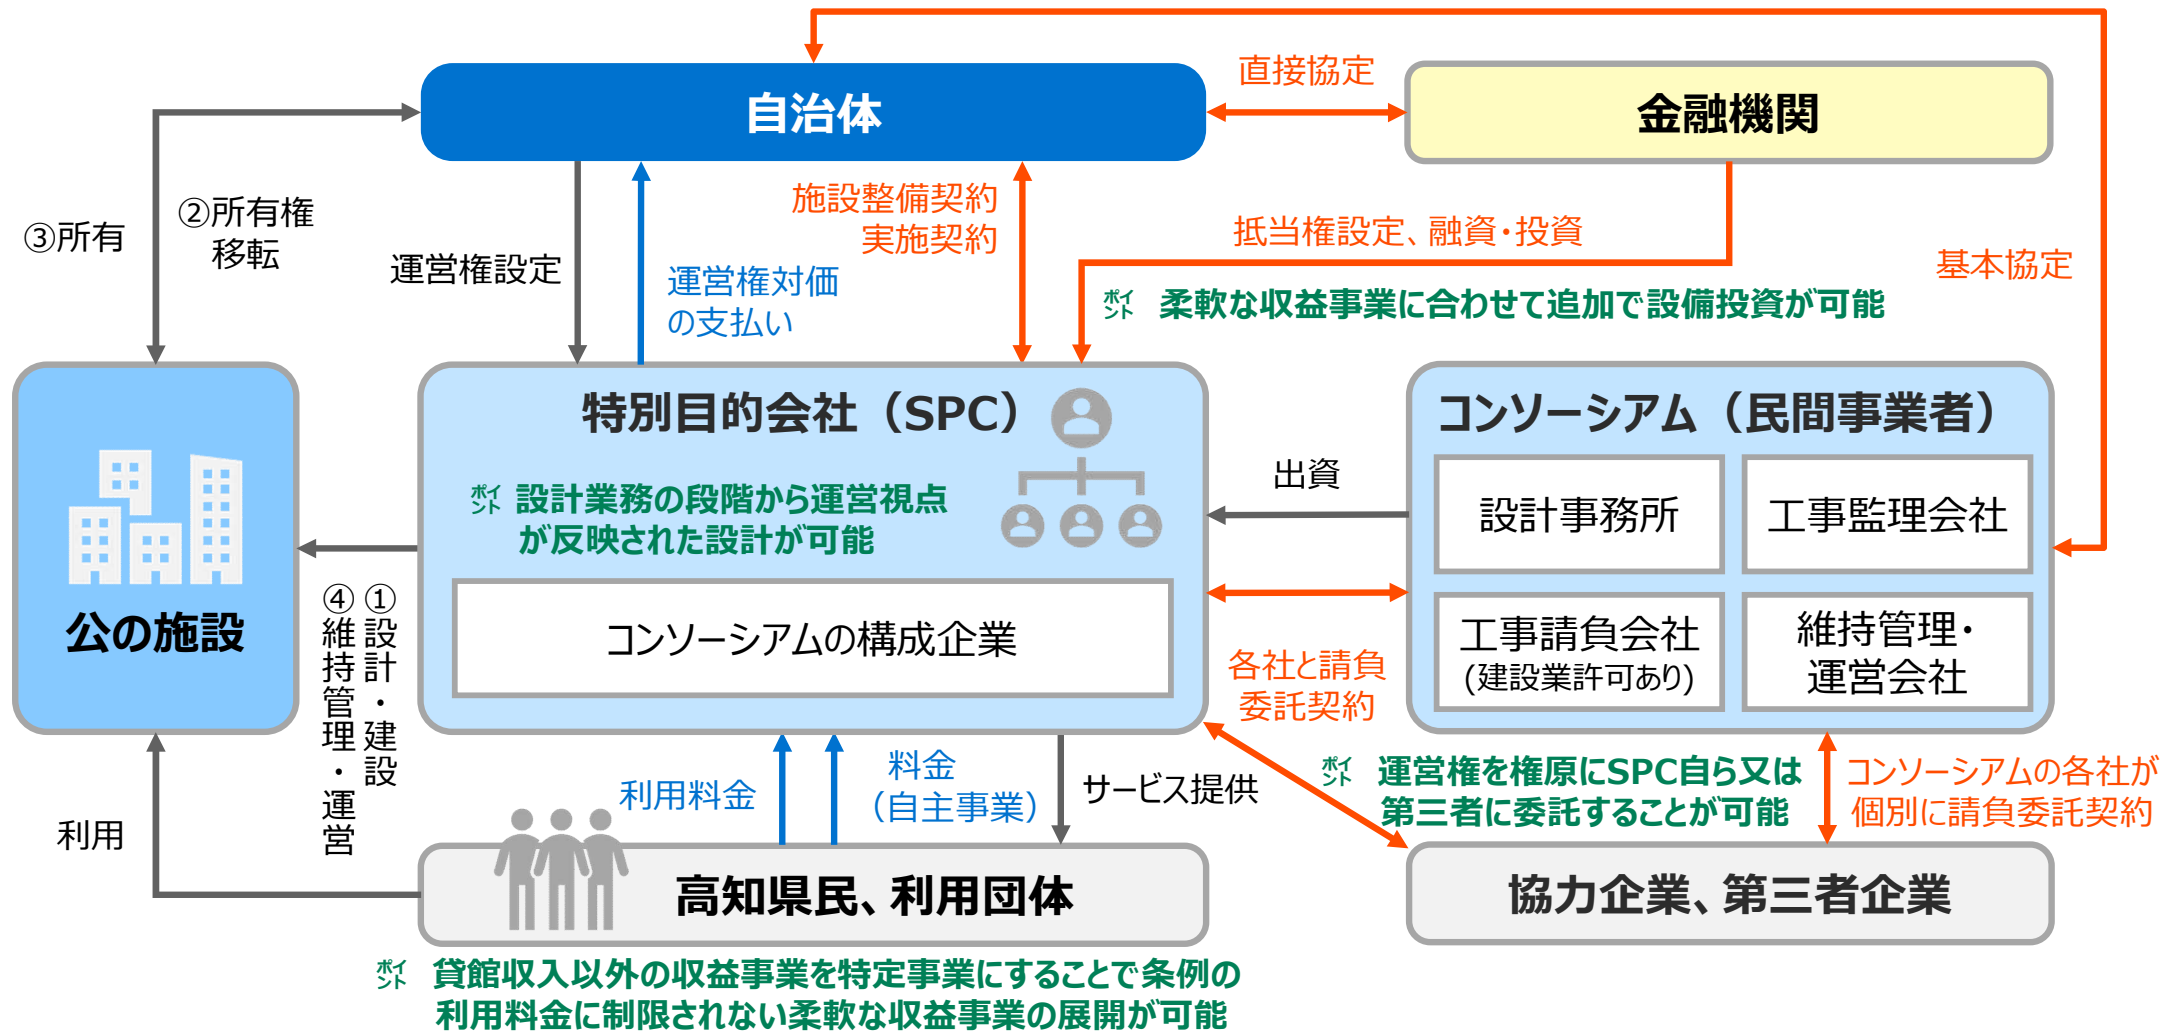 自治体
直接協定
金融機関
③所有
②所有権
移転
運営権設定
運営権対価
の支払い
施設整備契約
実施契約
抵当権設定、融資・投資
基本協定
ポイント 柔軟な収益事業に合わせて追加で設備投資が可能
公の施設
特別目的会社（SPC）
ポイント 設計業務の段階から運営視点
が反映された設計が可能
コンソーシアムの構成企業
出資
コンソーシアム（民間事業者）
設計事務所
工事監理会社
工事請負会社
(建設業許可あり)
維持管理・
運営会社
①設計・建設
④維持管理・運営
各社と請負
委託契約
利用
利用料金
料金
（自主事業）
サービス提供
ポイント 運営権を権原にSPC自ら又は
第三者に委託することが可能
コンソーシアムの各社が
個別に請負委託契約
高知県民、利用団体
協力企業、第三者企業
ポイント 貸館収入以外の収益事業を特定事業にすることで条例の
利用料金に制限されない柔軟な収益事業の展開が可能